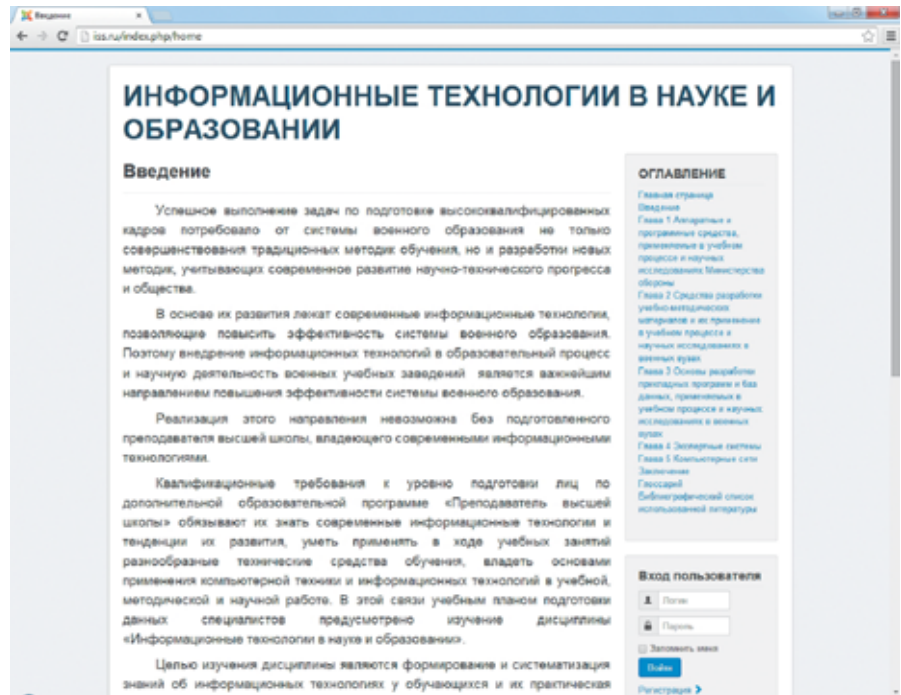 Введение
iss.ru/index.php/home
ИНФОРМАЦИОННЫЕ ТЕХНОЛОГИИ В НАУКЕ И
ОБРАЗОВАНИИ
Введение
Успешное выполнение задач по подготовке высококвалифицированных
кадров потребовало от системы военного образования не только
совершенствования традиционных методик обучения, но и разработки новых
методик, учитывающих современное развитие научно-технического прогресса
и общества.
В основе их развития лежат современные информационные технологии,
позволяющие повысить эффективность системы военного образования.
Поэтому внедрение информационных технологий в образовательный процесс
и научную деятельность военных учебных заведений является важнейшим
направлением повышения эффективности системы военного образования.
Реализация этого направления невозможна без подготовленного
преподавателя высшей школы, владеющего современными информационными
технологиями.
Квалификационные требования к уровню подготовки лиц по
дополнительной образовательной программе «Преподаватель высшей
школы» обязывают их знать современные информационные технологии и
тенденции их развития, уметь применять в ходе учебных занятий
разнообразные технические средства обучения, владеть основами
применения компьютерной техники и информационных технологий в учебной,
методической и научной работе. В этой связи учебным планом подготовки
данных специалистов предусмотрено изучение дисциплины
«Информационные технологии в науке и образовании».
Целью изучения дисциплины являются формирование и систематизация
знаний об информационных технологиях у обучающихся и их практическая
ОГЛАВЛЕНИЕ
Главная страница
Введение
Глава 1 Аппаратные и
программные средства,
применяемые в учебном
процессе и научных
исследованиях Министерства
обороны
Глава 2 Средства разработки
учебно-методических
материалов и их применение
в учебном процессе и
научных исследованиях в
военных вузах
Глава 3 Основы разработки
прикладных программ и баз
данных, применяемых в
учебном процессе и научных
исследованиях в военных
вузах
Глава 4 Экспертные системы
Глава 5 Компьютерные сети
Заключение
Глоссарий
Библиографический список
использованной литературы
Вход пользователя
Логин
Пароль
Запомнить меня
Войти
Регистрация